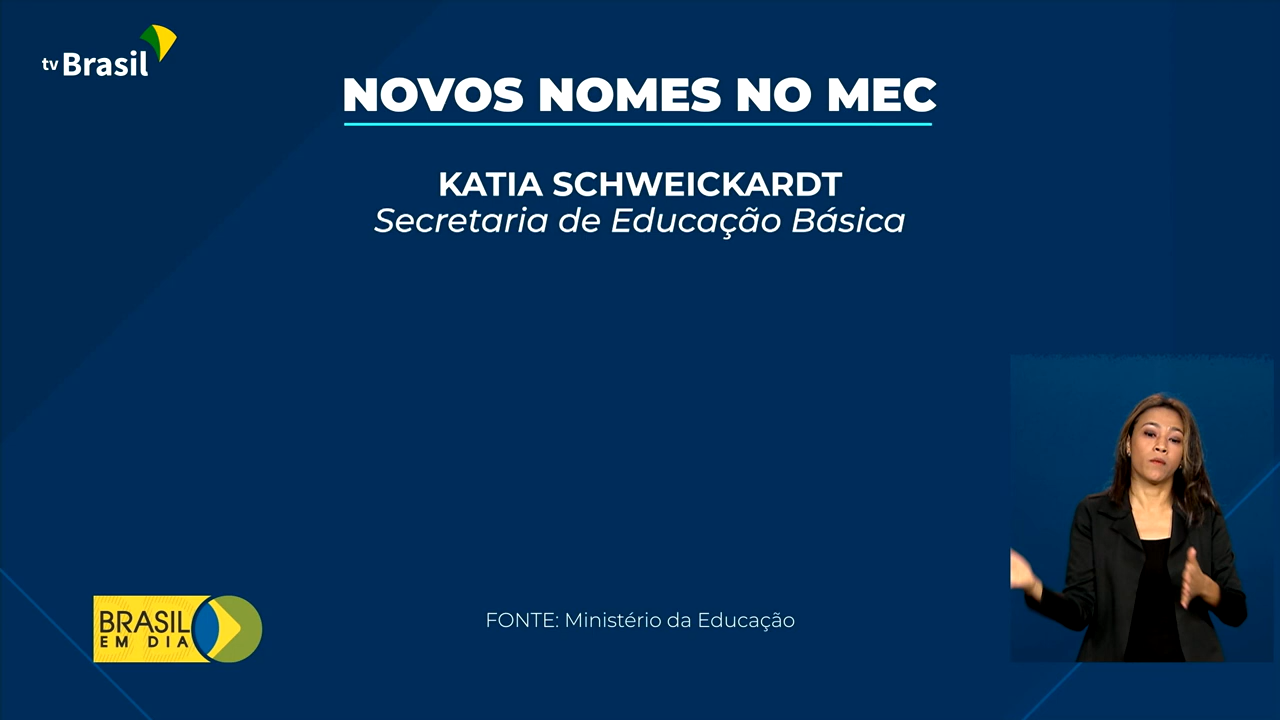 tv Brasil
NOVOS NOMES NO MEC
KATIA SCHWEICKARDT
Secretaria de Educação Básica
BRASIL
EM DIA
FONTE: Ministério da Educação